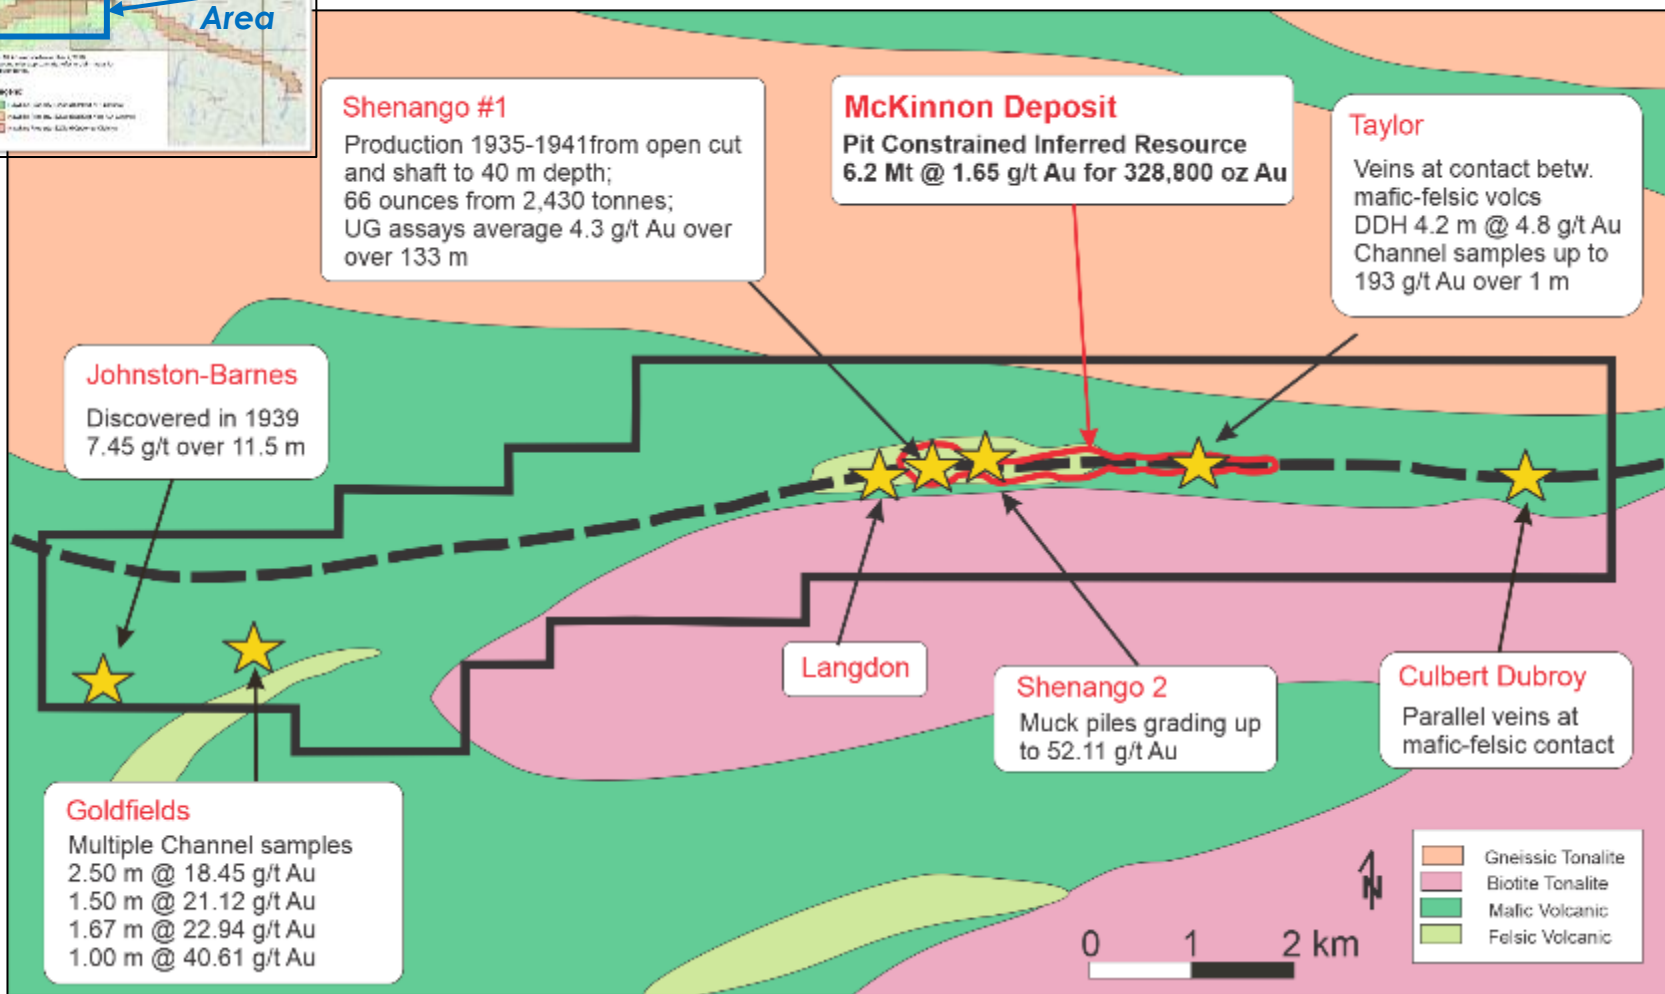 Area
Shenango #1
Production 1935-1941from open cut
and shaft to 40 m depth;
66 ounces from 2,430 tonnes;
UG assays average 4.3 g/t Au over
over 133 m
McKinnon Deposit
Pit Constrained Inferred Resource
6.2 Mt @ 1.65 g/t Au for 328,800 oz Au
Taylor
Veins at contact betw.
mafic-felsic volcs
DDH 4.2 m @ 4.8 g/t Au
Channel samples up to
193 g/t Au over 1 m
Johnston-Barnes
Discovered in 1939
7.45 g/t over 11.5 m
Langdon
Shenango 2
Muck piles grading up
to 52.11 g/t Au
Culbert Dubroy
Parallel veins at
mafic-felsic contact
Goldfields
Multiple Channel samples
2.50 m @ 18.45 g/t Au
1.50 m @ 21.12 g/t Au
1.67 m @ 22.94 g/t Au
1.00 m @ 40.61 g/t Au
N
0 1 2 km
Gneissic Tonalite
Biotite Tonalite
Mafic Volcanic
Felsic Volcanic